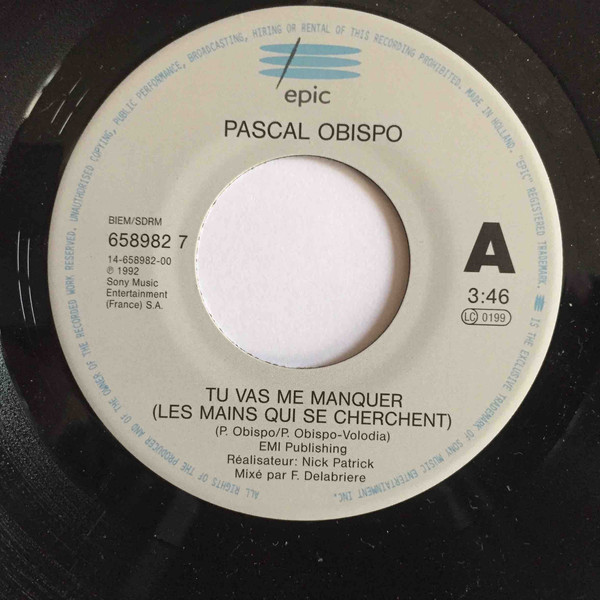 ALL RIGHTS OF THE PRODUCER AND OF THE OWNER OF THE RECORDED WORK RESERVED. UNAUTHORISED COPYING, PUBLIC PERFORMANCE, BROADCASTING, HIRING OR RENTAL OF THIS RECORDING PROHIBITED. MADE IN HOLLAND. "EPIC" REGISTERED TRADEMARK. IS THE EXCLUSIVE TRADEMARK OF SONY MUSIC ENTERTAINMENT INC.
epic
PASCAL OBISPO
BIEM/SDRM
658982 7
14-658982-00
℗ 1992
Sony Music
Entertainment
(France) S.A.
A
3:46
LC 0199
TU VAS ME MANQUER
(LES MAINS QUI SE CHERCHENT)
(P. Obispo/P. Obispo-Volodia)
EMI Publishing
Réalisateur: Nick Patrick
Mixé par F. Delabriere